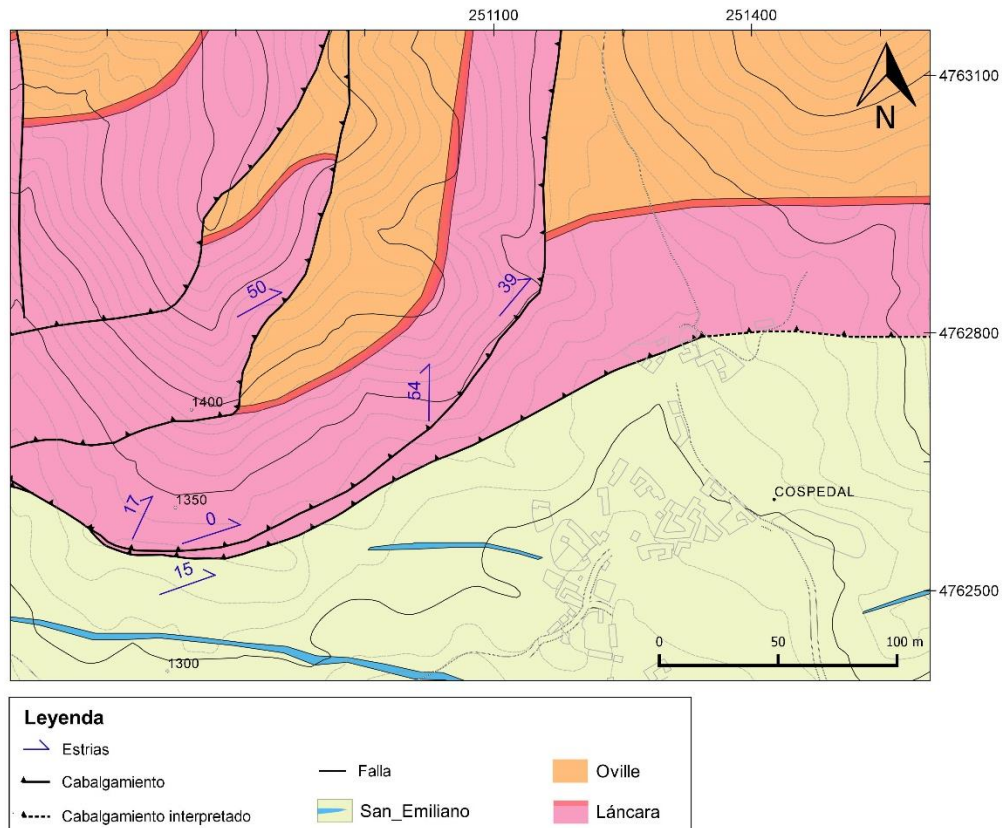 251100
251400
4763100
N
50
39
4762800
54
1400
17
1350
0
COSPEDAL
15
4762500
0 50 100 m
1300
Leyenda
Estrias
Cabalgamiento
Cabalgamiento interpretado
Falla
San_Emiliano
Oville
Láncara